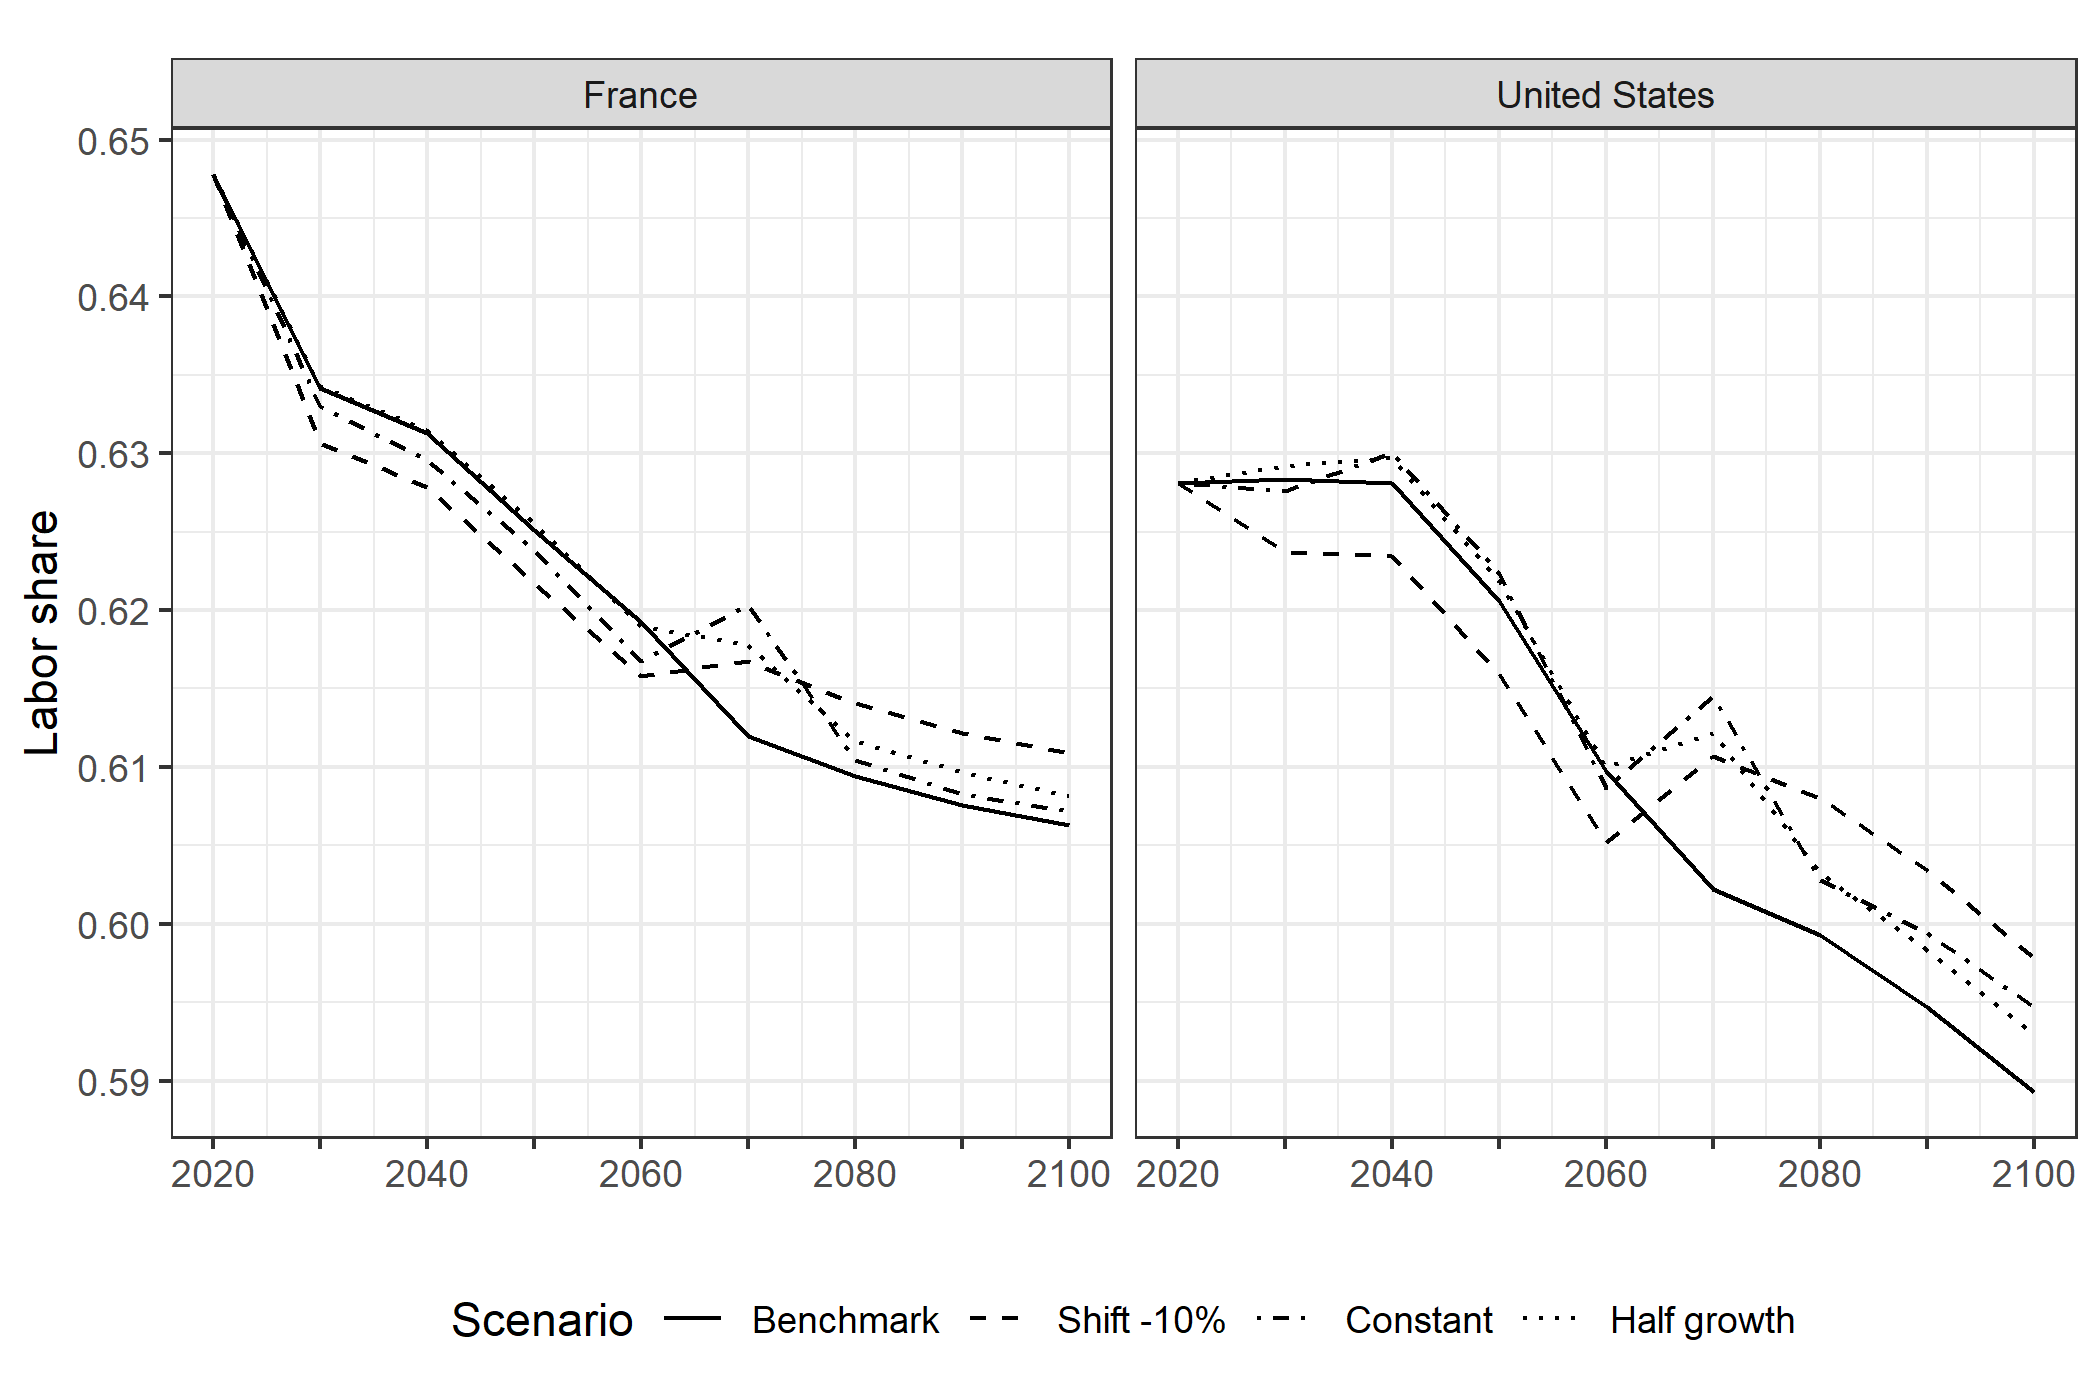 France
United States
0.65
0.64
0.63
0.62
0.61
0.60
0.59
Labor share
2020 2040 2060 2080 2100
2020 2040 2060 2080 2100
Scenario Benchmark Shift -10% Constant Half growth